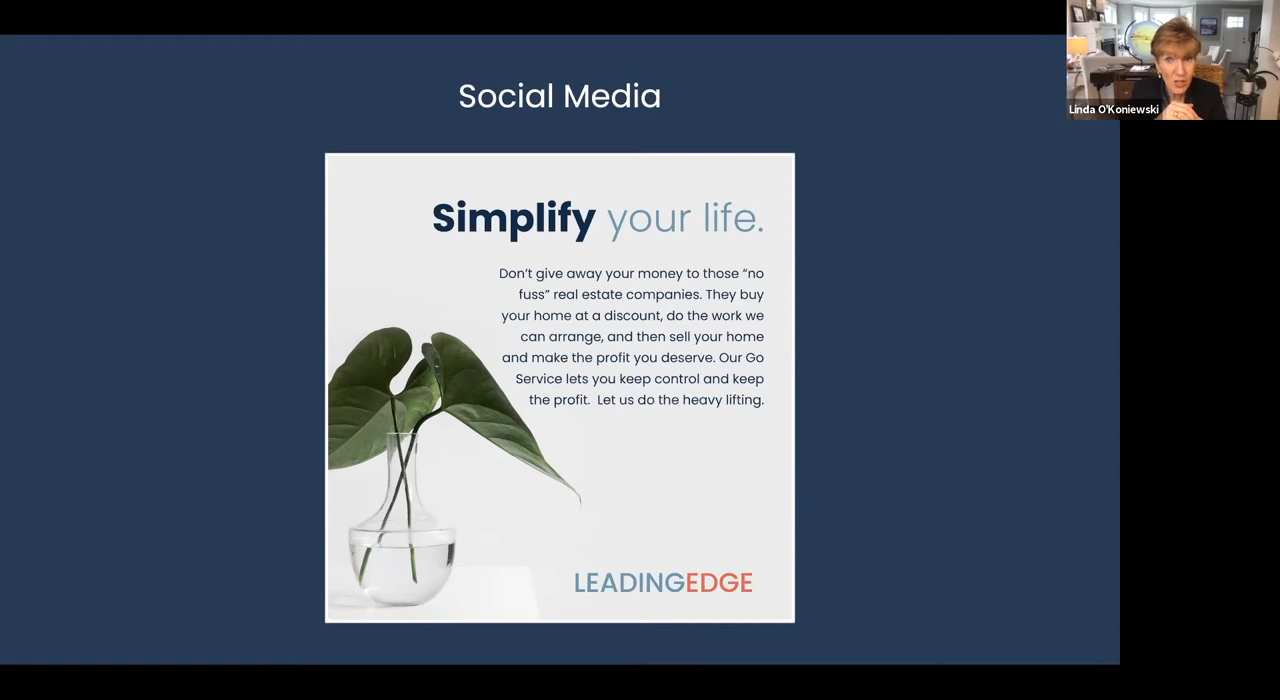 Social Media
Linda O'Koniewski
Simplify your life.
Don’t give away your money to those “no
fuss” real estate companies. They buy
your home at a discount, do the work we
can arrange, and then sell your home
and make the profit you deserve. Our Go
Service lets you keep control and keep
the profit.  Let us do the heavy lifting.
LEADINGEDGE